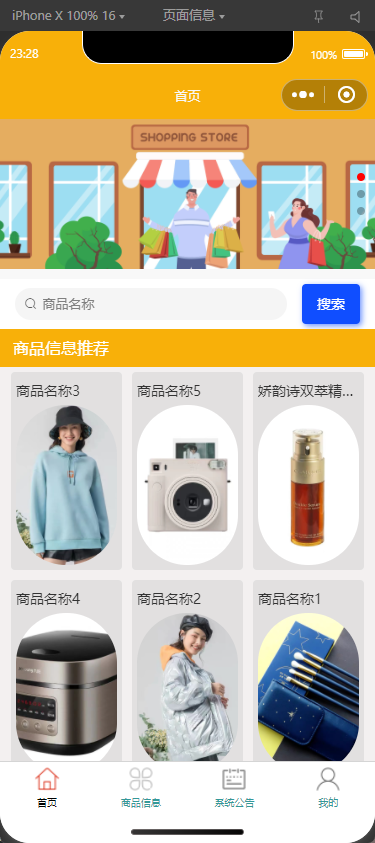 iPhone X 100% 16 页面信息
23:28 100%
首页
SHOPPING STORE
商品名称 搜索
商品信息推荐
商品名称3 商品名称5 娇韵诗双萃精...
商品名称4 商品名称2 商品名称1
首页 商品信息 系统公告 我的